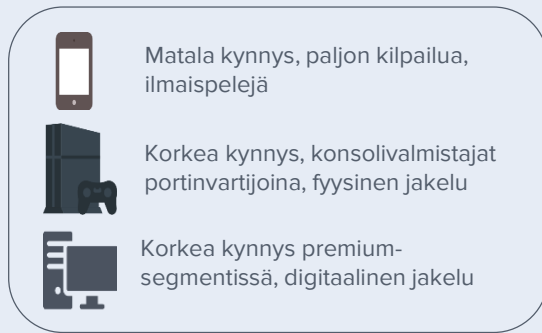 Matala kynnys, paljon kilpailua,
ilmaispelejä
Korkea kynnys, konsolivalmistajat
portinvartijoina, fyysinen jakelu
Korkea kynnys premium-
segmentissä, digitaalinen jakelu